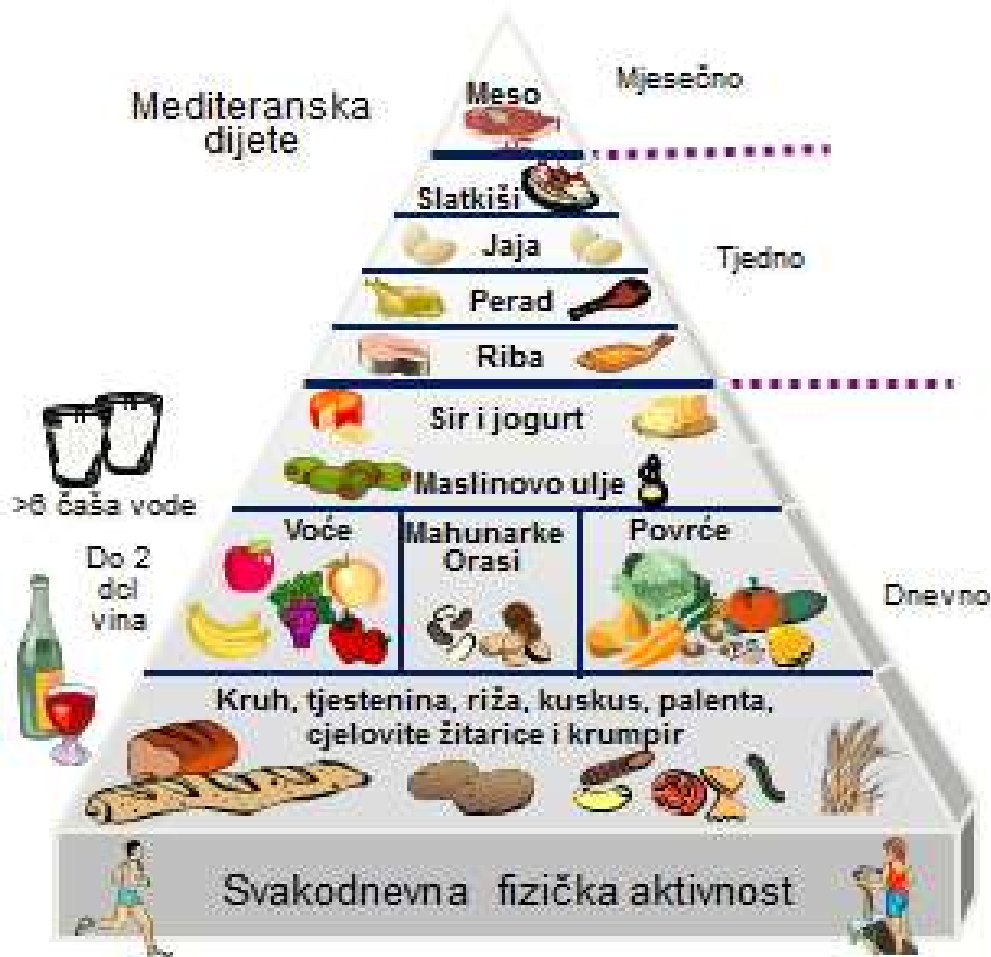 Mediteranska
dijete
Meso
Mjesečno
Slatkiši
Jaja
Tjedno
Perad
Riba
Sir i jogurt
Maslinovo ulje
>6 čaša vode
Voće
Mahunarke
Orasi
Povrće
Do 2
dcl
vina
Dnevno
Kruh, tjestenina, riža, kuskus, palenta,
cjelovite žitarice i krumpir
Svakodnevna fizička aktivnost